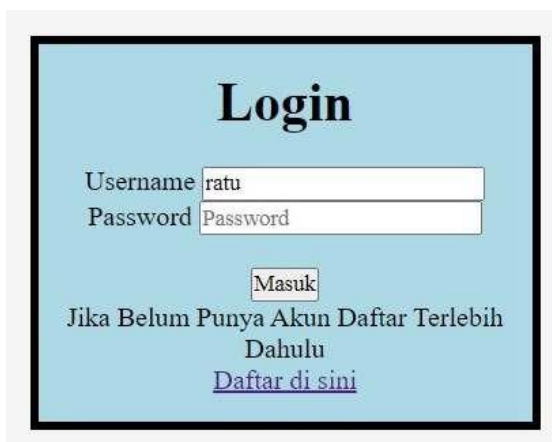 Login
Username ratu
Password Password
Masuk
Jika Belum Punya Akun Daftar Terlebih
Dahulu
Daftar di sini